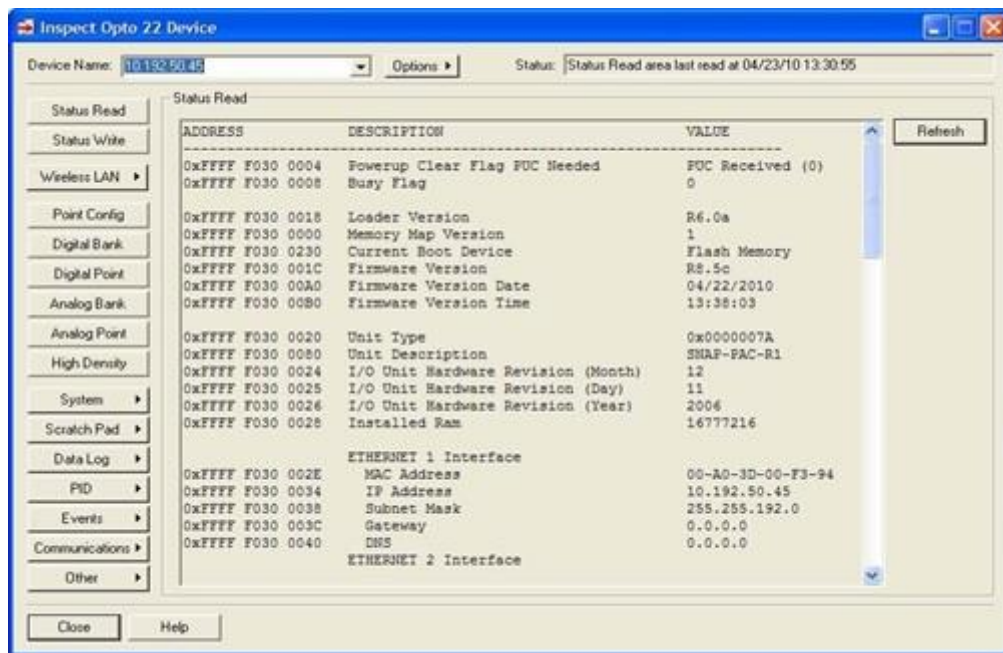 Inspect Opto 22 Device
Device Name: 10.192.50.45 Options Status: Status Read area last read at 04/23/10 13:30:55
Status Read
Status Write
Wireless LAN
Point Config
Digital Bank
Digital Point
Analog Bank
Analog Point
High Density
System
Scratch Pad
Data Log
PID
Events
Communications
Other
Status Read
ADDRESS DESCRIPTION VALUE
0xFFFF F030 0004 Powerup Clear Flag PUC Needed PUC Received (0)
0xFFFF F030 0008 Busy Flag 0
0xFFFF F030 0018 Loader Version R6.0a
0xFFFF F030 0000 Memory Map Version 1
0xFFFF F030 0230 Current Boot Device Flash Memory
0xFFFF F030 001C Firmware Version R8.5c
0xFFFF F030 00A0 Firmware Version Date 04/22/2010
0xFFFF F030 00B0 Firmware Version Time 13:38:03
0xFFFF F030 0020 Unit Type 0x0000007A
0xFFFF F030 0080 Unit Description SNAP-PAC-R1
0xFFFF F030 0024 I/O Unit Hardware Revision (Month) 12
0xFFFF F030 0025 I/O Unit Hardware Revision (Day) 11
0xFFFF F030 0026 I/O Unit Hardware Revision (Year) 2006
0xFFFF F030 0028 Installed Ram 16777216
ETHERNET 1 Interface
0xFFFF F030 002E MAC Address 00-A0-3D-00-F3-94
0xFFFF F030 0034 IP Address 10.192.50.45
0xFFFF F030 0038 Subnet Mask 255.255.192.0
0xFFFF F030 003C Gateway 0.0.0.0
0xFFFF F030 0040 DNS 0.0.0.0
ETHERNET 2 Interface
Refresh
Close Help